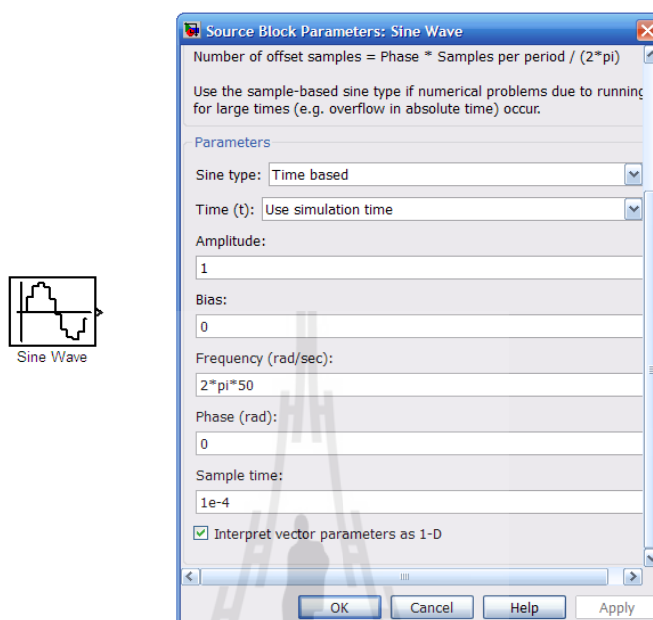 Source Block Parameters: Sine Wave
Number of offset samples = Phase * Samples per period / (2*pi)
Use the sample-based sine type if numerical problems due to running
for large times (e.g. overflow in absolute time) occur.
Parameters
Sine type: Time based
Time (t): Use simulation time
Amplitude:
1
Bias:
0
Frequency (rad/sec):
2*pi*50
Phase (rad):
0
Sample time:
1e-4
Interpret vector parameters as 1-D
OK Cancel Help Apply
Sine Wave